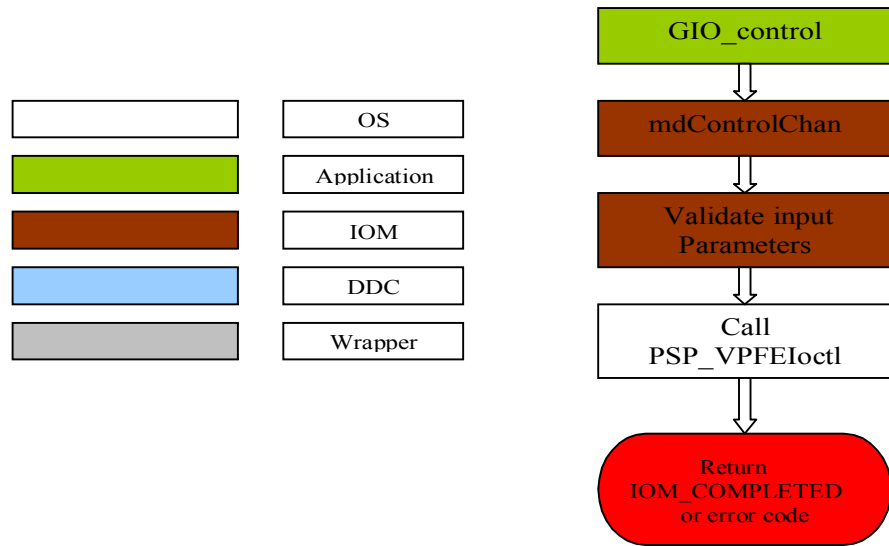 OS
Application
IOM
DDC
Wrapper
GIO_control
mdControlChan
Validate input
Parameters
Call
PSP_VPFEIoctl
Return
IOM_COMPLETED
or error code